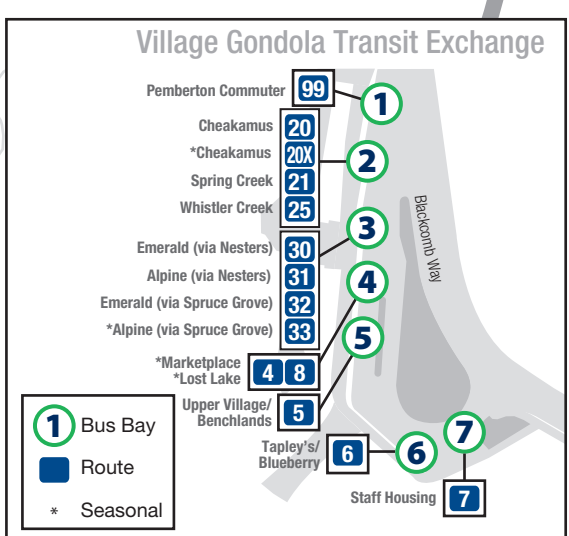 Village Gondola Transit Exchange
Pemberton Commuter 99 1
Cheakamus 20
*Cheakamus 20X 2
Spring Creek 21
Whistler Creek 25
Emerald (via Nesters) 30 3
Alpine (via Nesters) 31
Emerald (via Spruce Grove) 32
*Alpine (via Spruce Grove) 33
*Marketplace
*Lost Lake 4 8 4
Upper Village/
Benchlands 5 5
Tapley's/
Blueberry 6 6
Staff Housing 7 7
Blackcomb Way
1 Bus Bay
Route
* Seasonal